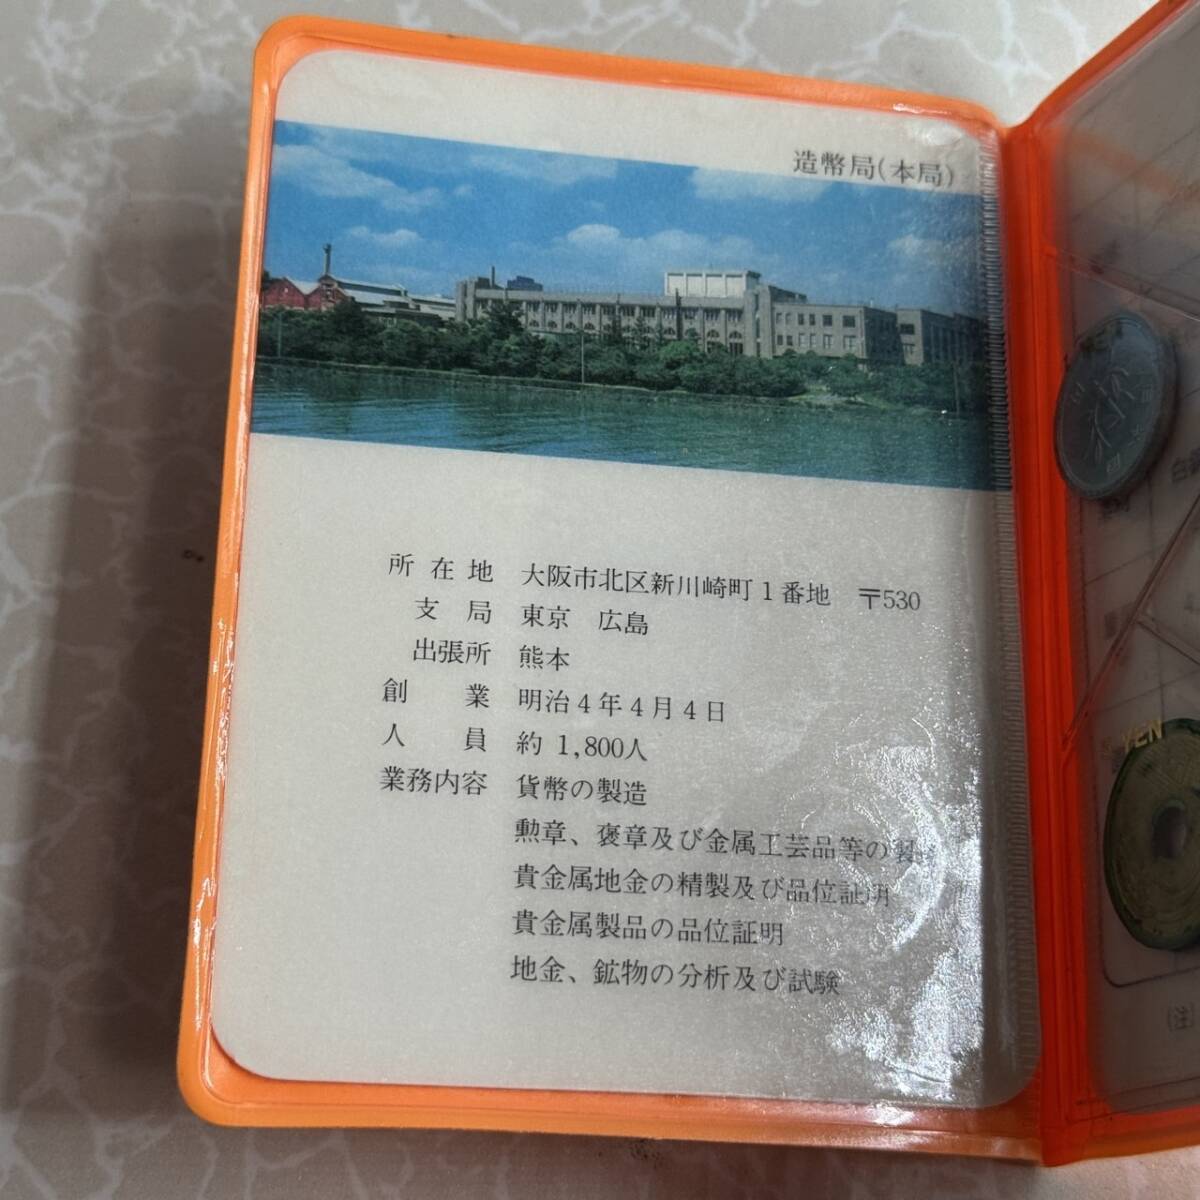 造幣局(本局)
所在地 大阪市北区新川崎町1番地 〒530
支局 東京 広島
出張所 熊本
創業 明治4年4月4日
人員 約1,800人
業務内容 貨幣の製造
勲章、褒章及び金属工芸品等の製
貴金属地金の精製及び品位証明
貴金属製品の品位証明
地金、鉱物の分析及び試験
YEN
(注)